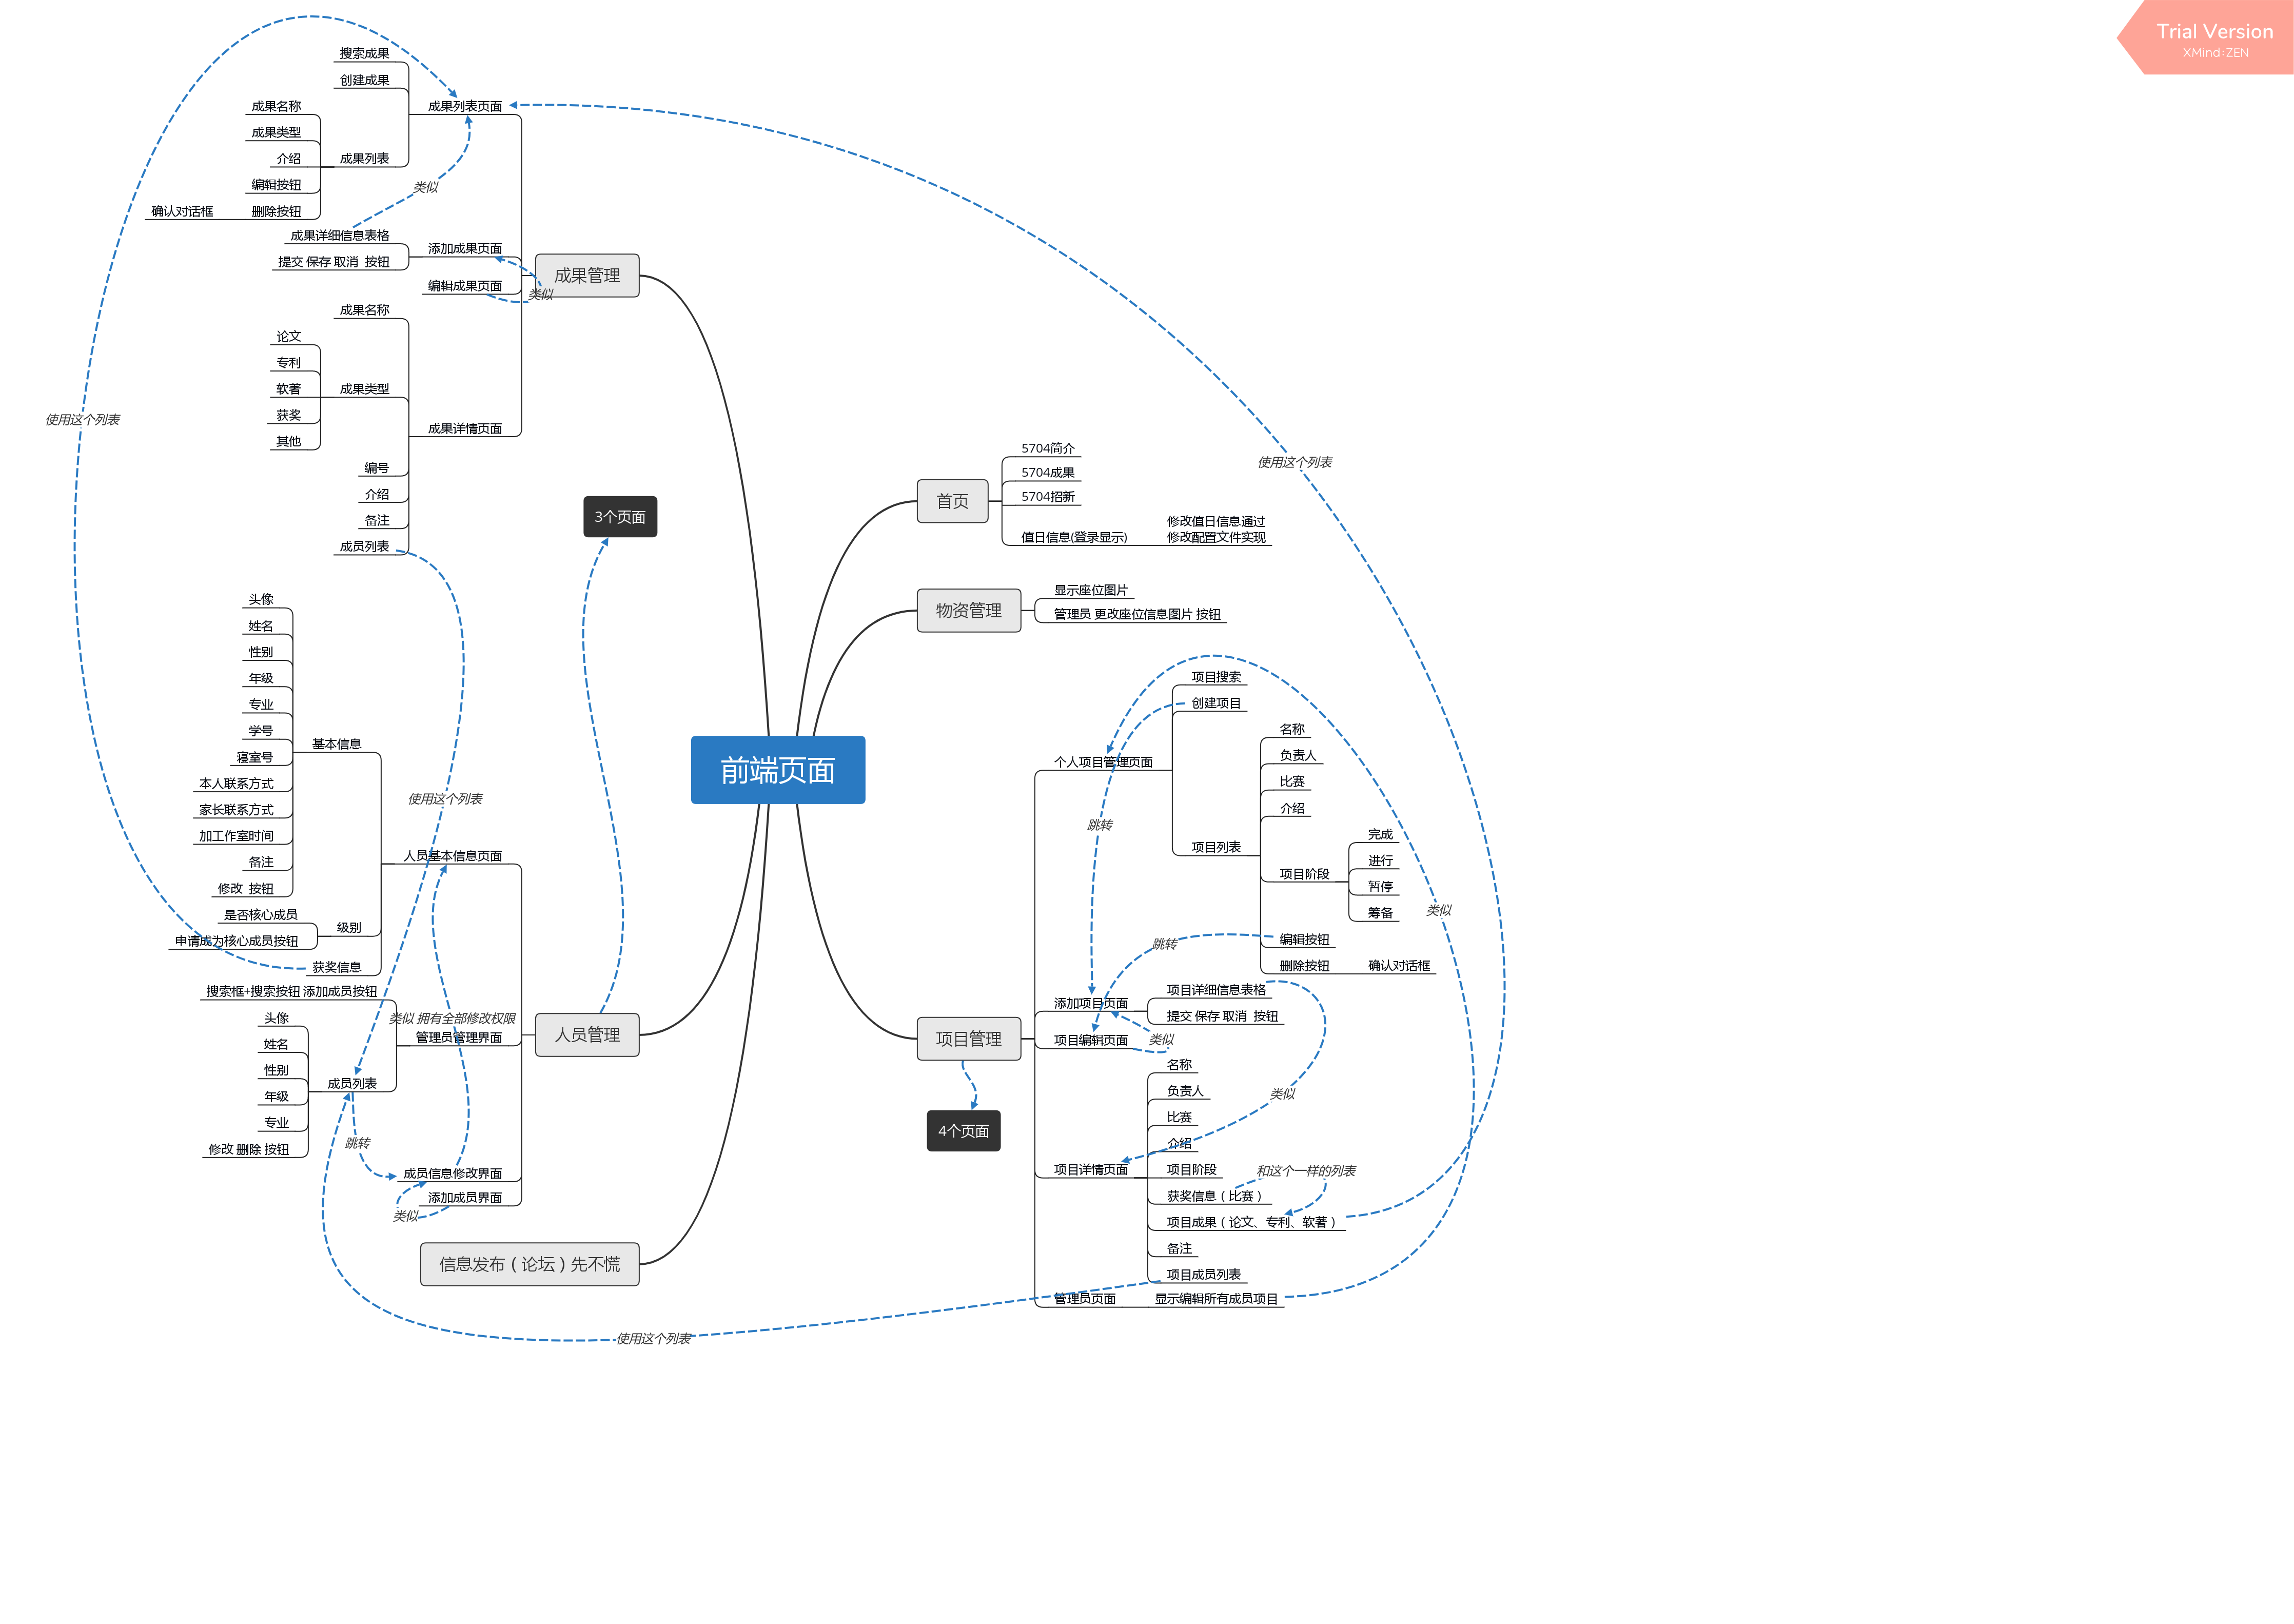 Trial Version
XMind:ZEN
前端页面
首页
5704简介
5704成果
5704招新
值日信息(登录显示)
修改值日信息通过
修改配置文件实现
物资管理
显示座位图片
管理员 更改座位信息图片 按钮
项目管理
4个页面
个人项目管理页面
项目搜索
创建项目
项目列表
名称
负责人
比赛
介绍
项目阶段
完成
进行
暂停
筹备
编辑按钮
删除按钮
确认对话框
添加项目页面
项目详细信息表格
提交 保存 取消 按钮
项目编辑页面
项目详情页面
名称
负责人
比赛
介绍
项目阶段
获奖信息（比赛）
项目成果（论文、专利、软著）
备注
项目成员列表
管理员页面
显示编辑所有成员项目
跳转
跳转
类似
类似
类似
和这个一样的列表
使用这个列表
成果管理
成果列表页面
搜索成果
创建成果
成果列表
成果名称
成果类型
介绍
编辑按钮
删除按钮
确认对话框
添加成果页面
成果详细信息表格
提交 保存 取消 按钮
编辑成果页面
类似
类似
成果详情页面
成果名称
成果类型
论文
专利
软著
获奖
其他
编号
介绍
备注
成员列表
使用这个列表
使用这个列表
人员管理
3个页面
人员基本信息页面
基本信息
头像
姓名
性别
年级
专业
学号
寝室号
本人联系方式
家长联系方式
加工作室时间
备注
修改 按钮
级别
是否核心成员
申请成为核心成员按钮
获奖信息
管理员管理界面
搜索框+搜索按钮 添加成员按钮
成员列表
头像
姓名
性别
年级
专业
修改 删除 按钮
类似 拥有全部修改权限
跳转
成员信息修改界面
添加成员界面
类似
信息发布（论坛）先不慌
使用这个列表